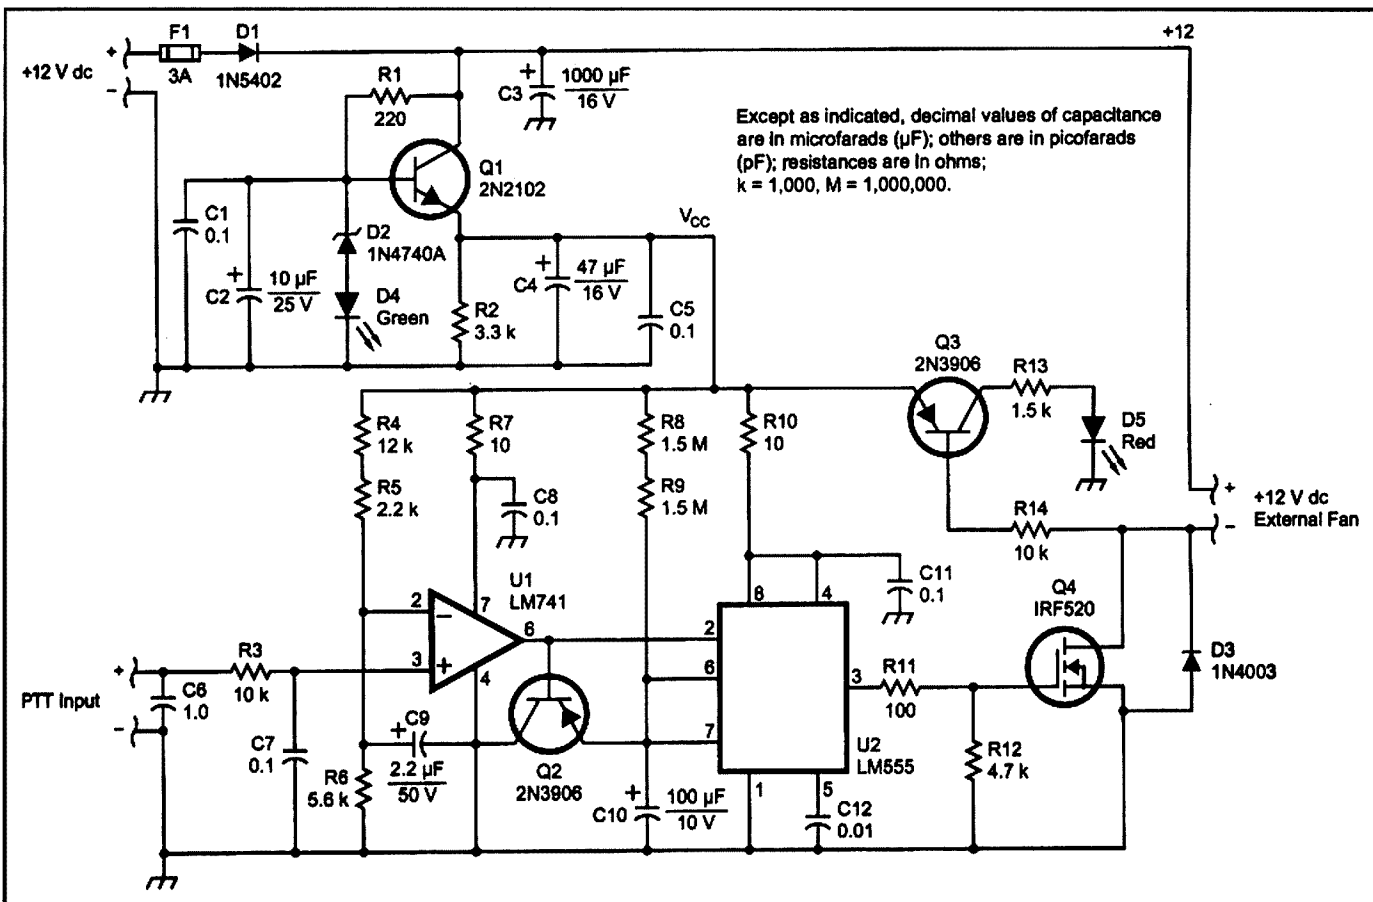 F1
D1
+12
+
+12 V dc
3A
1N5402
−
R1
220
+
C3
1000 µF
16 V
Except as indicated, decimal values of capacitance
are in microfarads (µF); others are in picofarads
(pF); resistances are in ohms;
k = 1,000, M = 1,000,000.
Q1
2N2102
C1
0.1
VCC
D2
1N4740A
+
C2
10 µF
25 V
D4
Green
R2
3.3 k
+
C4
47 µF
16 V
C5
0.1
Q3
2N3906
R13
1.5 k
D5
Red
R4
12 k
R7
10
R8
1.5 M
R10
10
R5
2.2 k
C8
0.1
R9
1.5 M
R14
10 k
+
−
+12 V dc
External Fan
U1
LM741
2
−
7
6
3
+
4
8
4
C11
0.1
2
6
7
3
1
5
U2
LM555
R11
100
Q4
IRF520
D3
1N4003
+
PTT Input
−
C6
1.0
R3
10 k
C7
0.1
+
C9
2.2 µF
50 V
R6
5.6 k
Q2
2N3906
+
C10
100 µF
10 V
C12
0.01
R12
4.7 k